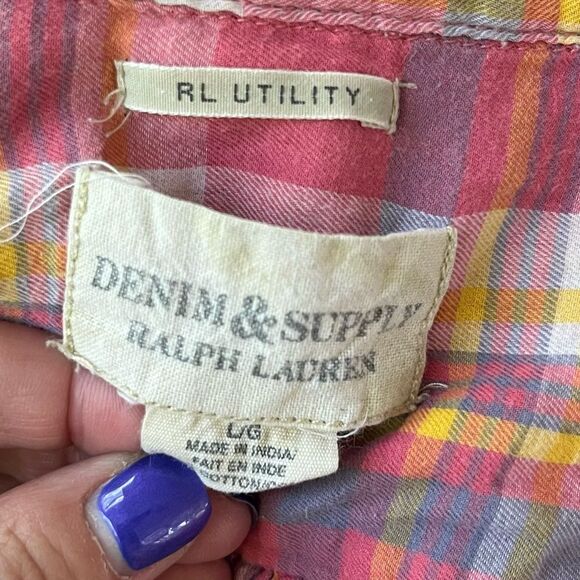 RL UTILITY
DENIM & SUPPLY
RALPH LAUREN
L/G
MADE IN INDIA/
FAIT EN INDE